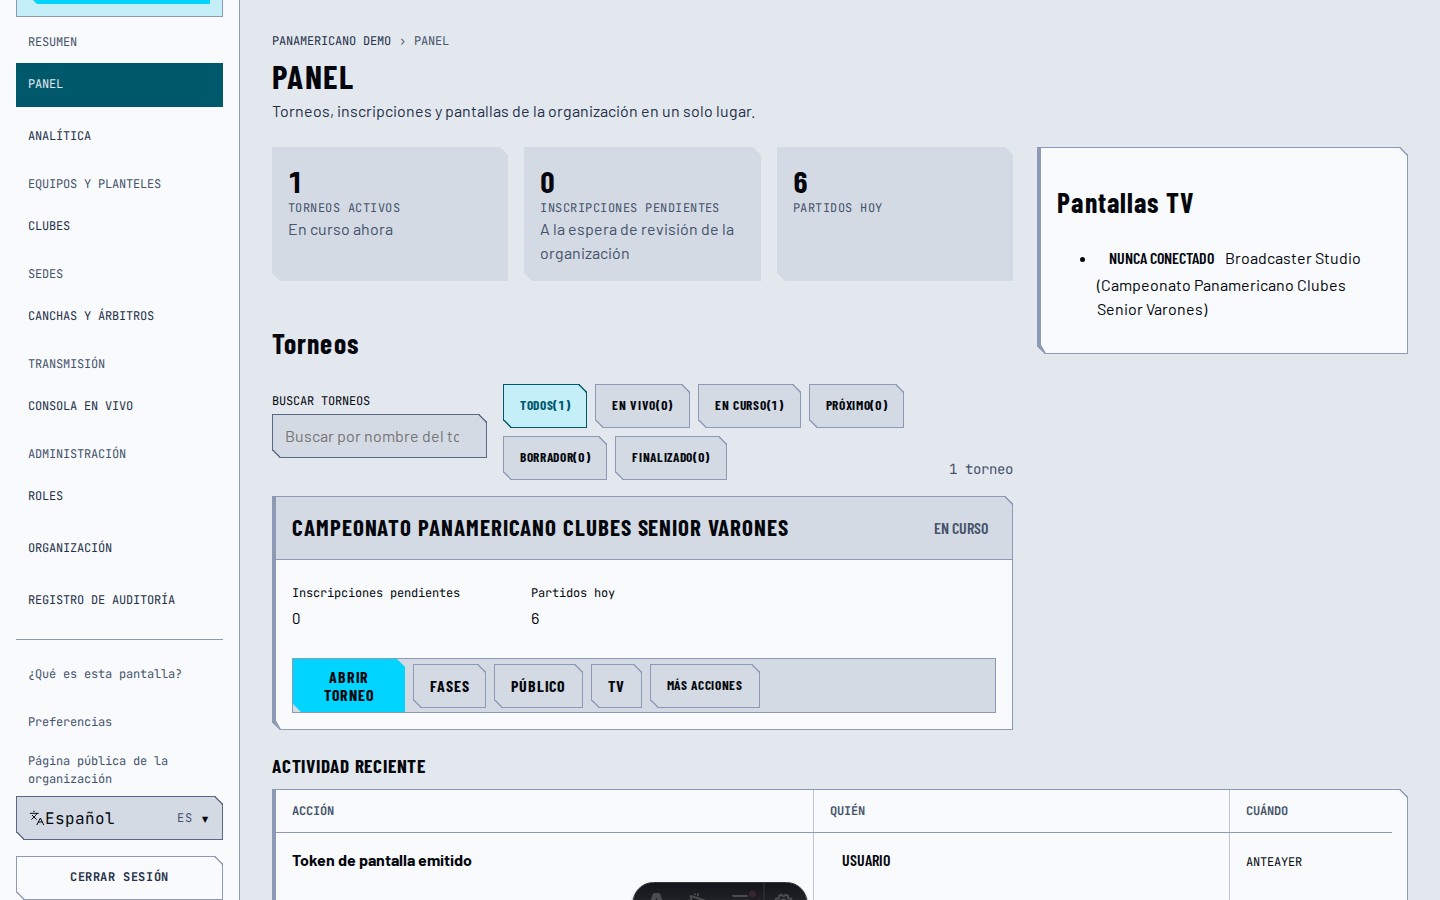 RESUMEN
PANEL
ANALÍTICA
EQUIPOS Y PLANTELES
CLUBES
SEDES
CANCHAS Y ÁRBITROS
TRANSMISIÓN
CONSOLA EN VIVO
ADMINISTRACIÓN
ROLES
ORGANIZACIÓN
REGISTRO DE AUDITORÍA
¿Qué es esta pantalla?
Preferencias
Página pública de la
organización
Español ES ▼
CERRAR SESIÓN
PANAMERICANO DEMO › PANEL
PANEL
Torneos, inscripciones y pantallas de la organización en un solo lugar.
1
TORNEOS ACTIVOS
En curso ahora
0
INSCRIPCIONES PENDIENTES
A la espera de revisión de la
organización
6
PARTIDOS HOY
Pantallas TV
• NUNCA CONECTADO Broadcaster Studio
(Campeonato Panamericano Clubes
Senior Varones)
Torneos
BUSCAR TORNEOS
Buscar por nombre del tc
TODOS(1) EN VIVO(0) EN CURSO(1) PRÓXIMO(0)
BORRADOR(0) FINALIZADO(0)
1 torneo
CAMPEONATO PANAMERICANO CLUBES SENIOR VARONES EN CURSO
Inscripciones pendientes Partidos hoy
0 6
ABRIR
TORNEO
FASES PÚBLICO TV MÁS ACCIONES
ACTIVIDAD RECIENTE
ACCIÓN QUIÉN CUÁNDO
Token de pantalla emitido USUARIO ANTEAYER